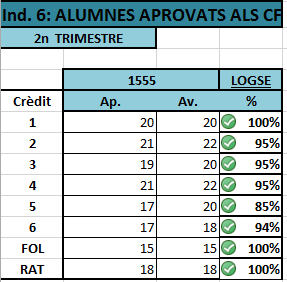 Ind. 6: ALUMNES APROVATS ALS CF
2n TRIMESTRE
1555 LOGSE
Crèdit Ap. Av. %
1 20 20 100%
2 21 22 95%
3 19 20 95%
4 21 22 95%
5 17 20 85%
6 17 18 94%
FOL 15 15 100%
RAT 18 18 100%